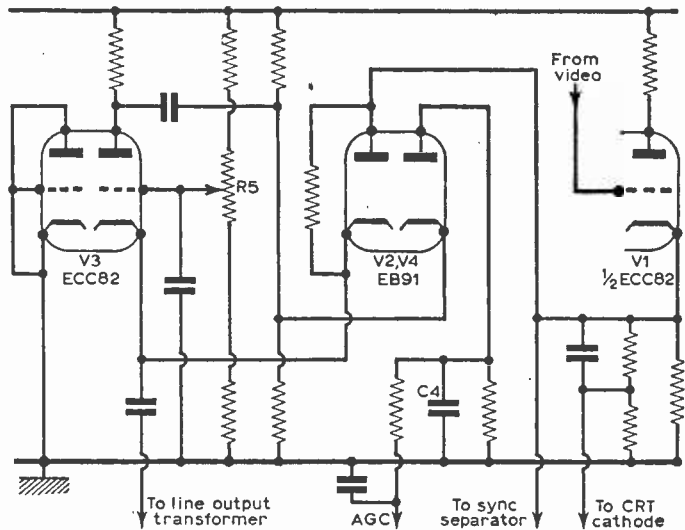 From
video
R5
V3
ECC82
V2,V4
EB91
V1
½ECC82
C4
To line output
transformer
AGC
To sync
separator
To CRT
cathode